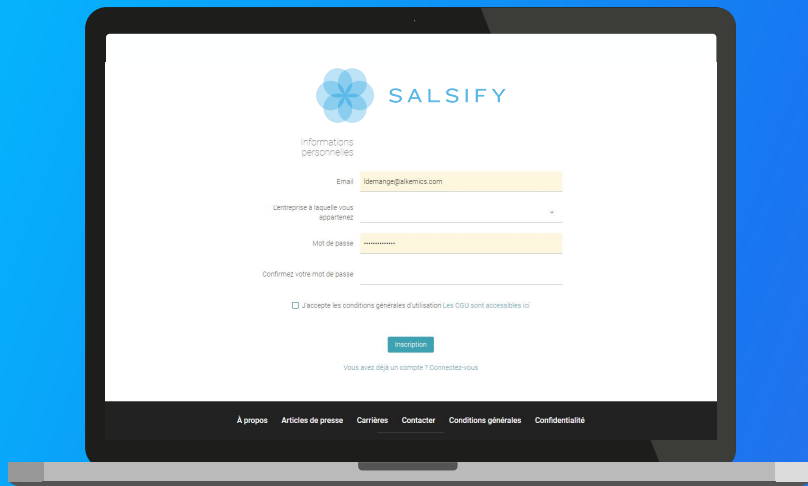 SALSIFY
Informations
personnelles
Email
ldemange@alkemics.com
L'entreprise à laquelle vous
appartenez
Mot de passe
••••••••••••••
Confirmez votre mot de passe
J'accepte les conditions générales d'utilisation Les CGU sont accessibles ici
Inscription
Vous avez déjà un compte ? Connectez-vous
À propos Articles de presse Carrières Contacter Conditions générales Confidentialité